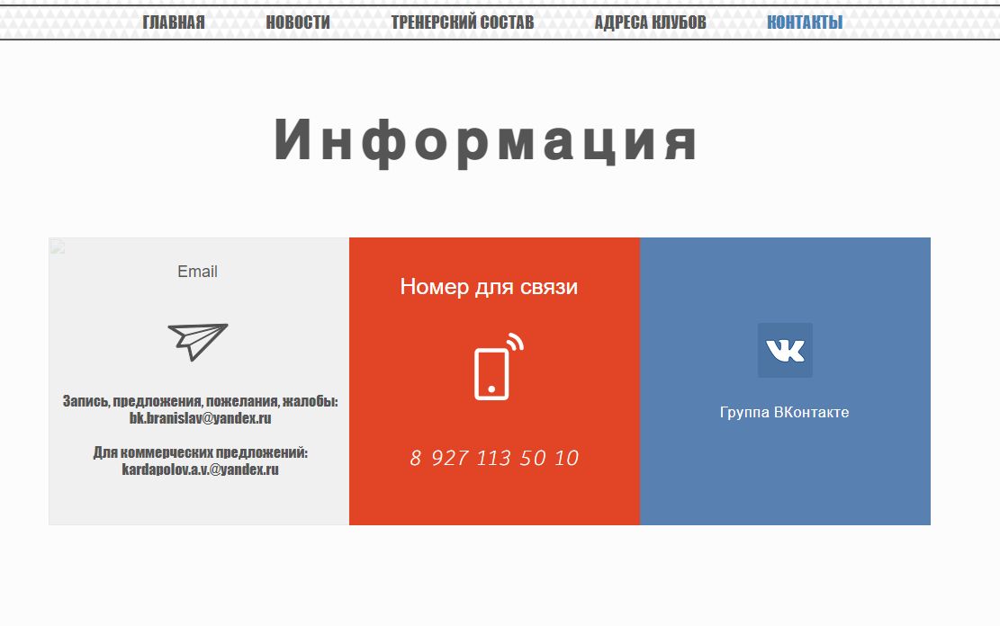 ГЛАВНАЯ НОВОСТИ ТРЕНЕРСКИЙ СОСТАВ АДРЕСА КЛУБОВ КОНТАКТЫ
Информация
Email
Запись, предложения, пожелания, жалобы:
bk.branislav@yandex.ru
Для коммерческих предложений:
kardapolov.a.v.@yandex.ru
Номер для связи
8 927 113 50 10
VK
Группа ВКонтакте